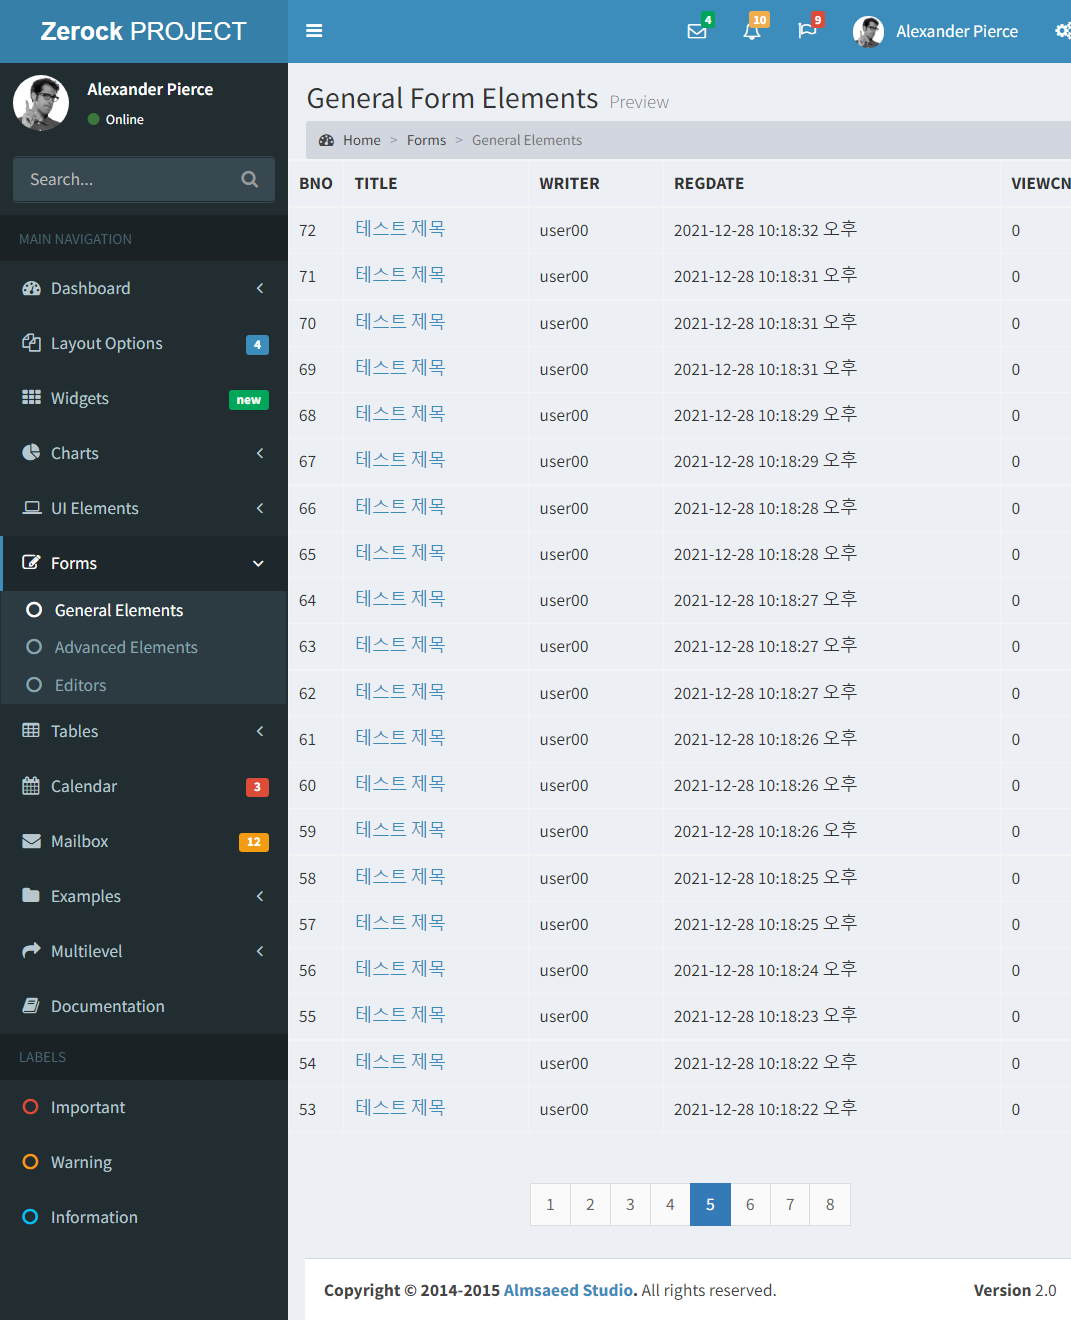 Zerock PROJECT
4 10 9 Alexander Pierce
Alexander Pierce
Online
Search...
MAIN NAVIGATION
Dashboard
Layout Options 4
Widgets new
Charts
UI Elements
Forms
General Elements
Advanced Elements
Editors
Tables
Calendar 3
Mailbox 12
Examples
Multilevel
Documentation
LABELS
Important
Warning
Information
General Form Elements Preview
Home > Forms > General Elements
BNO TITLE WRITER REGDATE VIEWCN
72 테스트 제목 user00 2021-12-28 10:18:32 오후 0
71 테스트 제목 user00 2021-12-28 10:18:31 오후 0
70 테스트 제목 user00 2021-12-28 10:18:31 오후 0
69 테스트 제목 user00 2021-12-28 10:18:31 오후 0
68 테스트 제목 user00 2021-12-28 10:18:29 오후 0
67 테스트 제목 user00 2021-12-28 10:18:29 오후 0
66 테스트 제목 user00 2021-12-28 10:18:28 오후 0
65 테스트 제목 user00 2021-12-28 10:18:28 오후 0
64 테스트 제목 user00 2021-12-28 10:18:27 오후 0
63 테스트 제목 user00 2021-12-28 10:18:27 오후 0
62 테스트 제목 user00 2021-12-28 10:18:27 오후 0
61 테스트 제목 user00 2021-12-28 10:18:26 오후 0
60 테스트 제목 user00 2021-12-28 10:18:26 오후 0
59 테스트 제목 user00 2021-12-28 10:18:26 오후 0
58 테스트 제목 user00 2021-12-28 10:18:25 오후 0
57 테스트 제목 user00 2021-12-28 10:18:25 오후 0
56 테스트 제목 user00 2021-12-28 10:18:24 오후 0
55 테스트 제목 user00 2021-12-28 10:18:23 오후 0
54 테스트 제목 user00 2021-12-28 10:18:22 오후 0
53 테스트 제목 user00 2021-12-28 10:18:22 오후 0
1 2 3 4 5 6 7 8
Copyright © 2014-2015 Almsaeed Studio. All rights reserved. Version 2.0